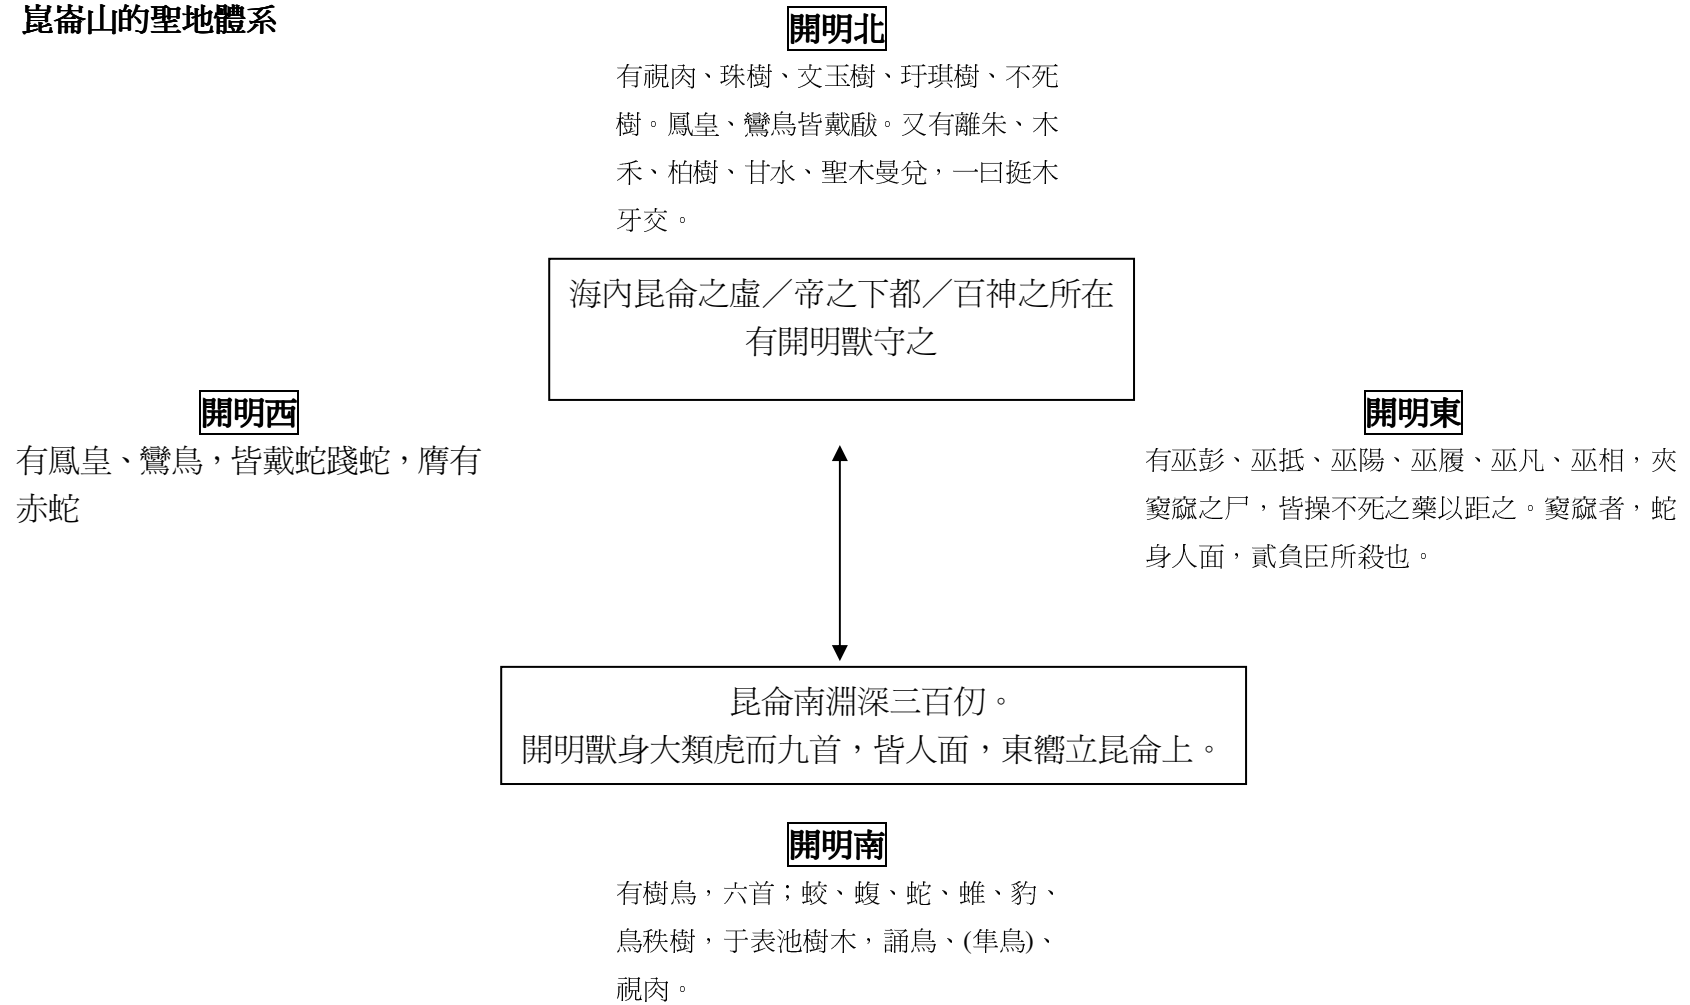 崑崙山的聖地體系
開明北
有視肉、珠樹、文玉樹、玗琪樹、不死
樹。鳳皇、鸞鳥皆戴瞂。又有離朱、木
禾、柏樹、甘水、聖木曼兌，一曰挺木
牙交。
海內昆侖之虛／帝之下都／百神之所在
有開明獸守之
開明西
有鳳皇、鸞鳥，皆戴蛇踐蛇，膺有
赤蛇
開明東
有巫彭、巫抵、巫陽、巫履、巫凡、巫相，夾
窫窳之尸，皆操不死之藥以距之。窫窳者，蛇
身人面，貳負臣所殺也。
昆侖南淵深三百仞。
開明獸身大類虎而九首，皆人面，東嚮立昆侖上。
開明南
有樹鳥，六首；蛟、蝮、蛇、蜼、豹、
鳥秩樹，于表池樹木，誦鳥、(隼鳥)、
視肉。